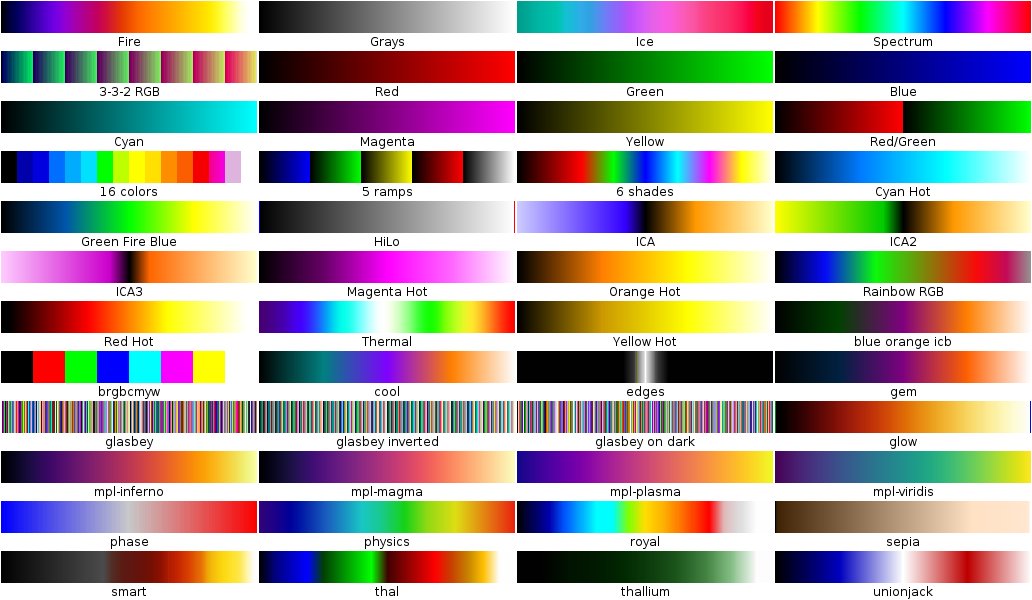 Fire Grays Ice Spectrum
3-3-2 RGB Red Green Blue
Cyan Magenta Yellow Red/Green
16 colors 5 ramps 6 shades Cyan Hot
Green Fire Blue HiLo ICA ICA2
ICA3 Magenta Hot Orange Hot Rainbow RGB
Red Hot Thermal Yellow Hot blue orange icb
brgbcmyw cool edges gem
glasbey glasbey inverted glasbey on dark glow
mpl-inferno mpl-magma mpl-plasma mpl-viridis
phase physics royal sepia
smart thal thallium unionjack